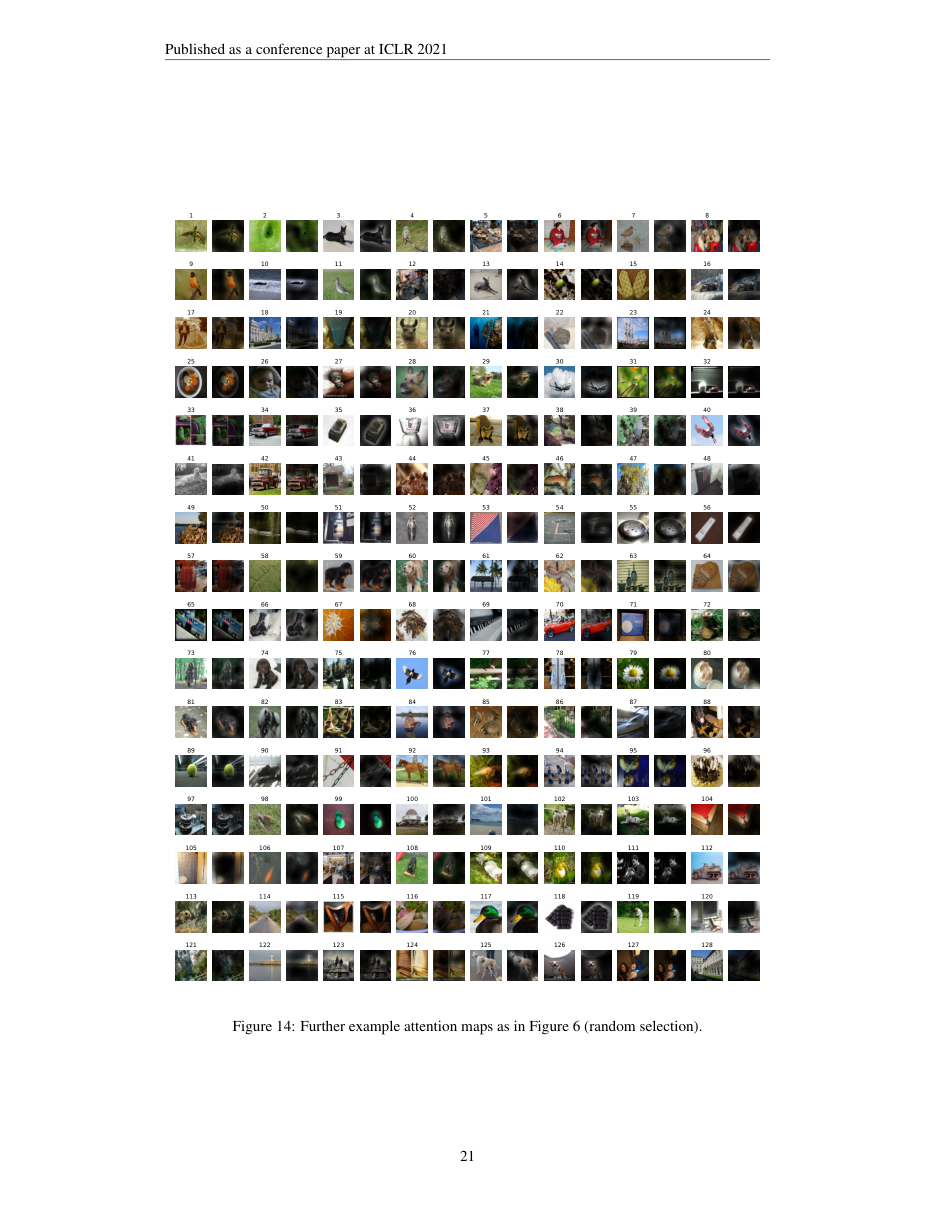 Published as a conference paper at ICLR 2021
1 2 3 4 5 6 7 8
9 10 11 12 13 14 15 16
17 18 19 20 21 22 23 24
25 26 27 28 29 30 31 32
33 34 35 36 37 38 39 40
41 42 43 44 45 46 47 48
49 50 51 52 53 54 55 56
57 58 59 60 61 62 63 64
65 66 67 68 69 70 71 72
73 74 75 76 77 78 79 80
81 82 83 84 85 86 87 88
89 90 91 92 93 94 95 96
97 98 99 100 101 102 103 104
105 106 107 108 109 110 111 112
113 114 115 116 117 118 119 120
121 122 123 124 125 126 127 128
Figure 14: Further example attention maps as in Figure 6 (random selection).
21